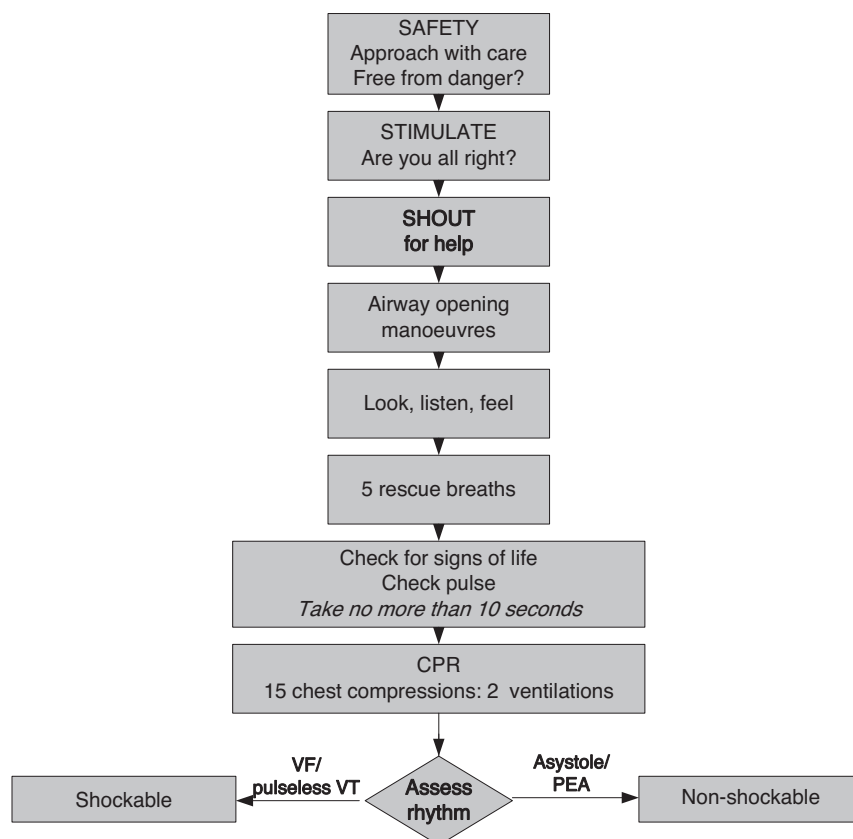 SAFETY
Approach with care
Free from danger?
STIMULATE
Are you all right?
SHOUT
for help
Airway opening
manoeuvres
Look, listen, feel
5 rescue breaths
Check for signs of life
Check pulse
Take no more than 10 seconds
CPR
15 chest compressions: 2 ventilations
VF/
pulseless VT
Assess
rhythm
Asystole/
PEA
Shockable
Non-shockable